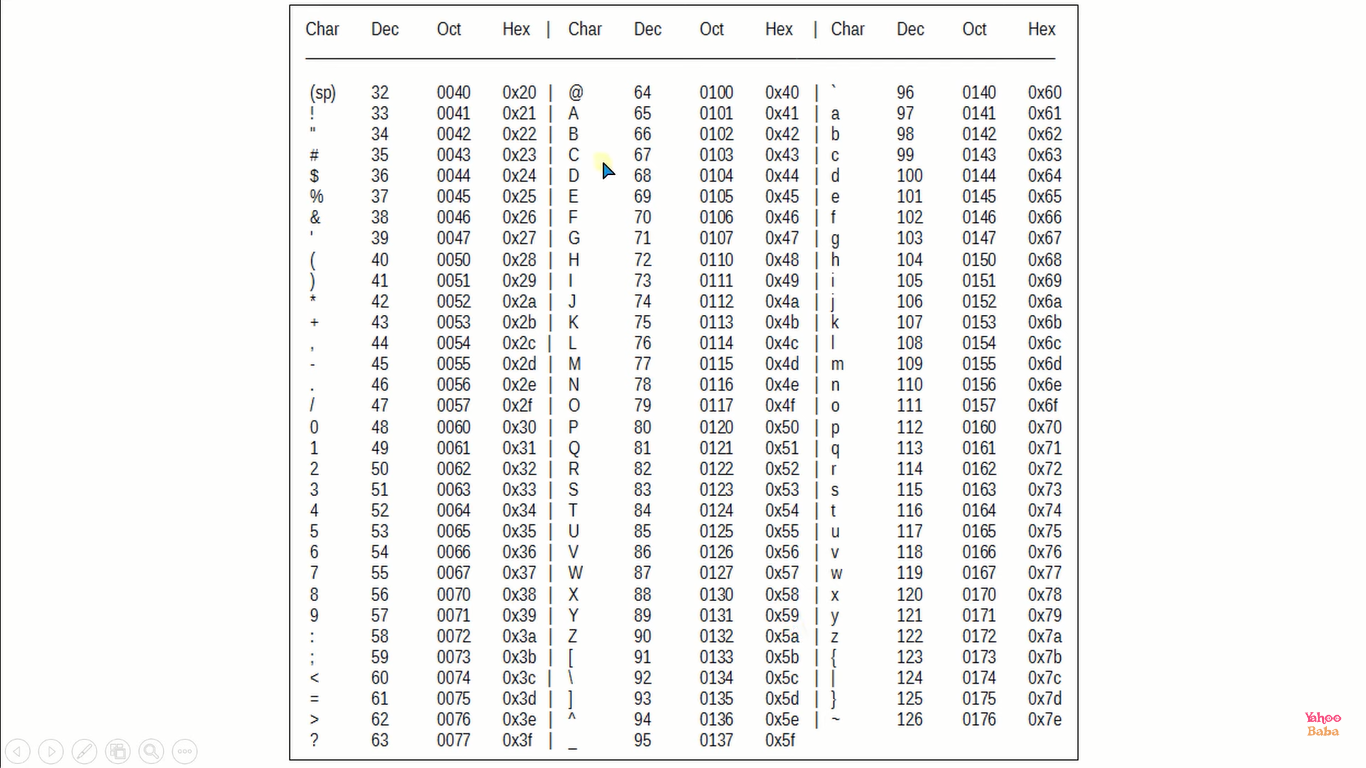 Char Dec Oct Hex | Char Dec Oct Hex | Char Dec Oct Hex
(sp) 32 0040 0x20 | @ 64 0100 0x40 | ` 96 0140 0x60
! 33 0041 0x21 | A 65 0101 0x41 | a 97 0141 0x61
" 34 0042 0x22 | B 66 0102 0x42 | b 98 0142 0x62
# 35 0043 0x23 | C 67 0103 0x43 | c 99 0143 0x63
$ 36 0044 0x24 | D 68 0104 0x44 | d 100 0144 0x64
% 37 0045 0x25 | E 69 0105 0x45 | e 101 0145 0x65
& 38 0046 0x26 | F 70 0106 0x46 | f 102 0146 0x66
' 39 0047 0x27 | G 71 0107 0x47 | g 103 0147 0x67
( 40 0050 0x28 | H 72 0110 0x48 | h 104 0150 0x68
) 41 0051 0x29 | I 73 0111 0x49 | i 105 0151 0x69
* 42 0052 0x2a | J 74 0112 0x4a | j 106 0152 0x6a
+ 43 0053 0x2b | K 75 0113 0x4b | k 107 0153 0x6b
, 44 0054 0x2c | L 76 0114 0x4c | l 108 0154 0x6c
- 45 0055 0x2d | M 77 0115 0x4d | m 109 0155 0x6d
. 46 0056 0x2e | N 78 0116 0x4e | n 110 0156 0x6e
/ 47 0057 0x2f | O 79 0117 0x4f | o 111 0157 0x6f
0 48 0060 0x30 | P 80 0120 0x50 | p 112 0160 0x70
1 49 0061 0x31 | Q 81 0121 0x51 | q 113 0161 0x71
2 50 0062 0x32 | R 82 0122 0x52 | r 114 0162 0x72
3 51 0063 0x33 | S 83 0123 0x53 | s 115 0163 0x73
4 52 0064 0x34 | T 84 0124 0x54 | t 116 0164 0x74
5 53 0065 0x35 | U 85 0125 0x55 | u 117 0165 0x75
6 54 0066 0x36 | V 86 0126 0x56 | v 118 0166 0x76
7 55 0067 0x37 | W 87 0127 0x57 | w 119 0167 0x77
8 56 0070 0x38 | X 88 0130 0x58 | x 120 0170 0x78
9 57 0071 0x39 | Y 89 0131 0x59 | y 121 0171 0x79
: 58 0072 0x3a | Z 90 0132 0x5a | z 122 0172 0x7a
; 59 0073 0x3b | [ 91 0133 0x5b | { 123 0173 0x7b
< 60 0074 0x3c | \ 92 0134 0x5c | | 124 0174 0x7c
= 61 0075 0x3d | ] 93 0135 0x5d | } 125 0175 0x7d
> 62 0076 0x3e | ^ 94 0136 0x5e | ~ 126 0176 0x7e
? 63 0077 0x3f | _ 95 0137 0x5f
Yahoo
Baba